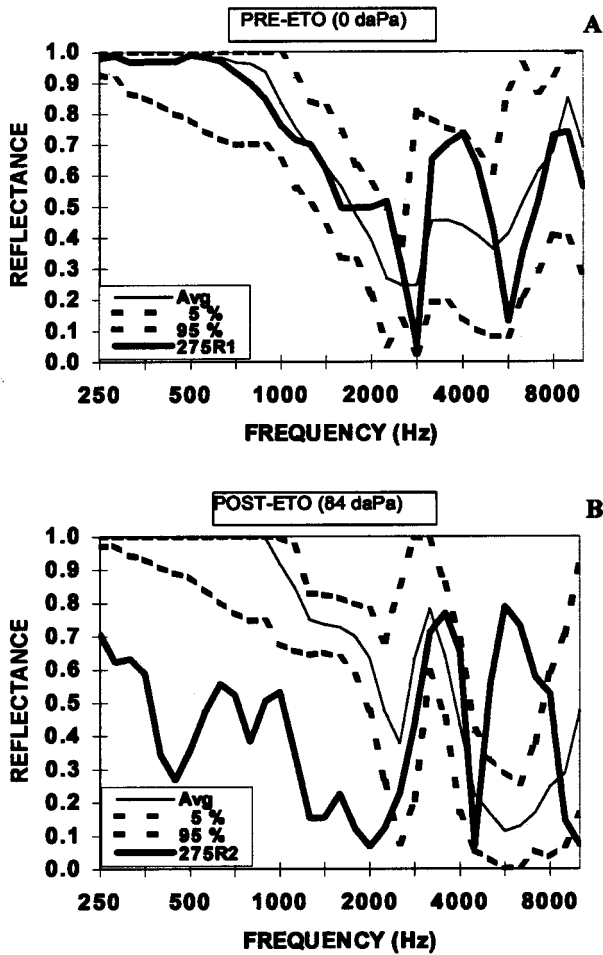 PRE-ETO (0 daPa)
A
1.0
0.9
0.8
0.7
0.6
0.5
0.4
0.3
0.2
0.1
0.0
REFLECTANCE
Avg
5 %
95 %
275R1
250 500 1000 2000 4000 8000
FREQUENCY (Hz)
POST-ETO (84 daPa)
B
1.0
0.9
0.8
0.7
0.6
0.5
0.4
0.3
0.2
0.1
0.0
REFLECTANCE
Avg
5 %
95 %
275R2
250 500 1000 2000 4000 8000
FREQUENCY (Hz)